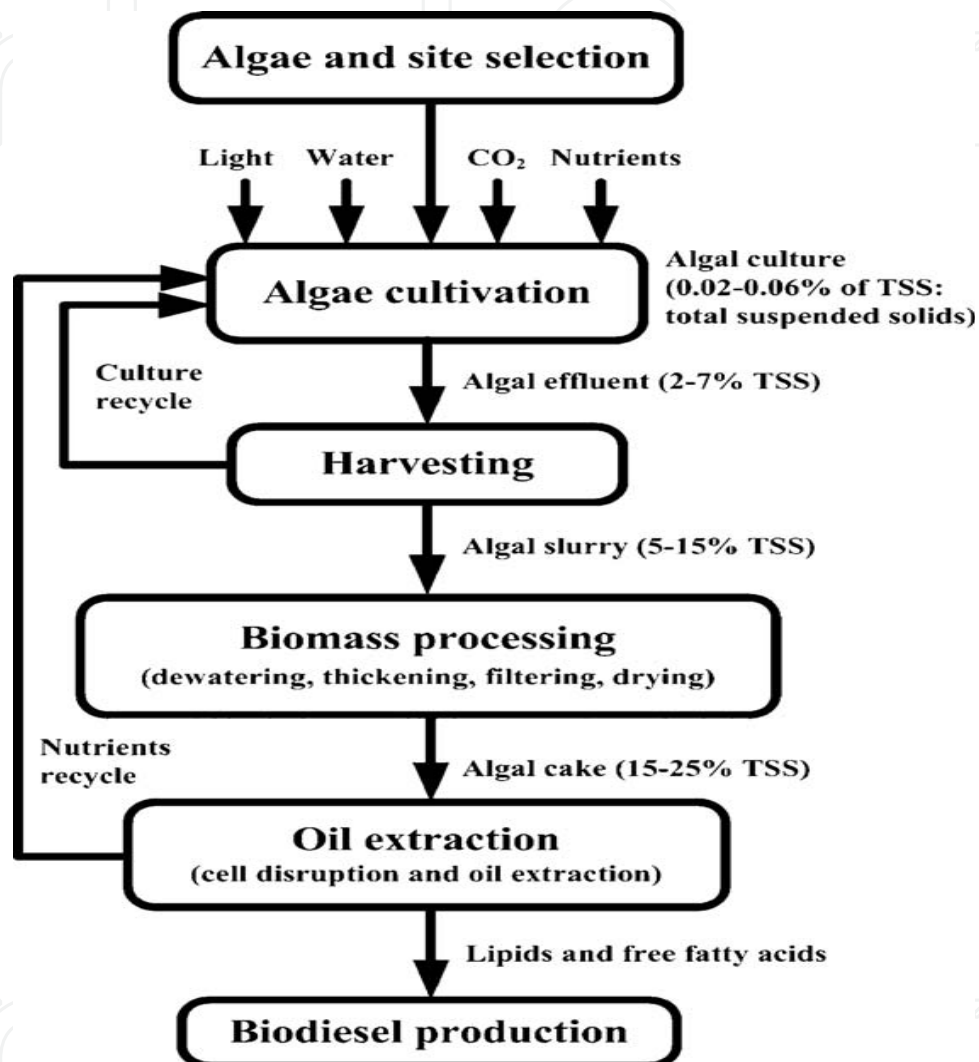 Algae and site selection
Light Water CO₂ Nutrients
Algae cultivation
Algal culture
(0.02-0.06% of TSS:
total suspended solids)
Culture
recycle
Algal effluent (2-7% TSS)
Harvesting
Algal slurry (5-15% TSS)
Biomass processing
(dewatering, thickening, filtering, drying)
Nutrients
recycle
Algal cake (15-25% TSS)
Oil extraction
(cell disruption and oil extraction)
Lipids and free fatty acids
Biodiesel production